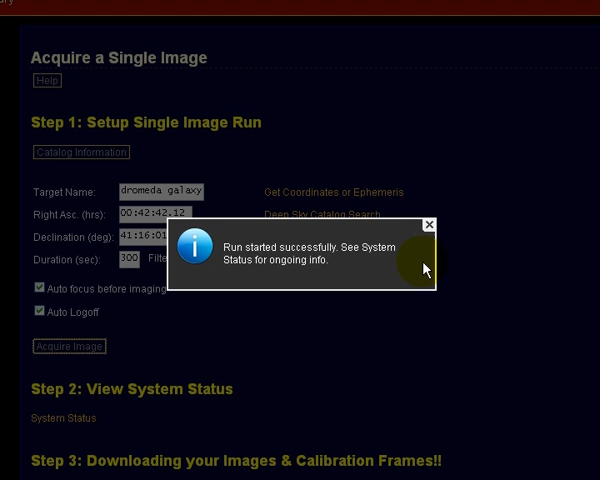 Acquire a Single Image
Help
Step 1: Setup Single Image Run
Catalog Information
Target Name: dromeda galaxy Get Coordinates or Ephemeris
Right Asc. (hrs): 00:42:42.12 Deep Sky Catalog Search
Declination (deg): 41:16:01
Duration (sec): 300 Filte
Run started successfully. See System
Status for ongoing info.
Auto focus before imaging
Auto Logoff
Acquire Image
Step 2: View System Status
System Status
Step 3: Downloading your Images & Calibration Frames!!